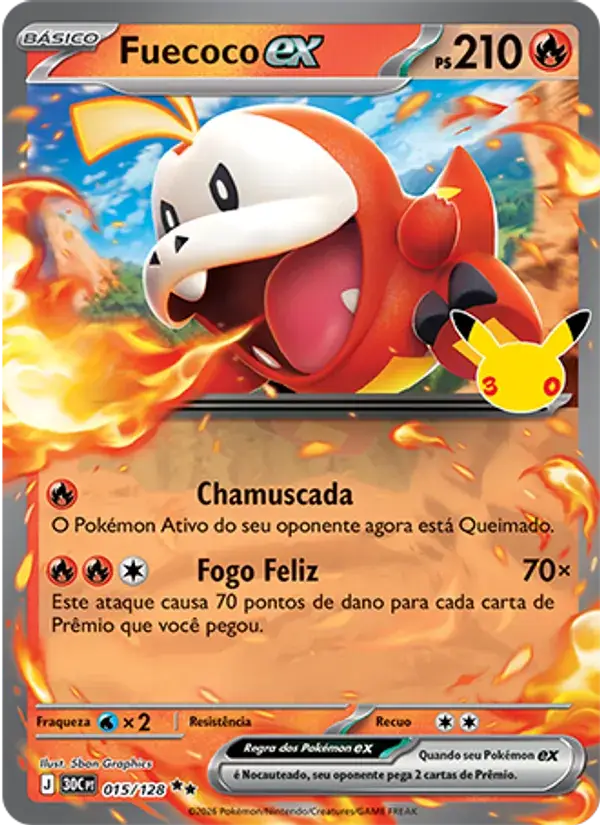 BÁSICO Fuecoco ex PS 210
30
Chamuscada
O Pokémon Ativo do seu oponente agora está Queimado.
Fogo Feliz 70×
Este ataque causa 70 pontos de dano para cada carta de
Prêmio que você pegou.
Fraqueza ×2 Resistência Recuo
Regra dos Pokémon ex Quando seu Pokémon ex
é Nocauteado, seu oponente pega 2 cartas de Prêmio.
Ilust. 5ban Graphics
J 30C PT 015/128
©2026 Pokémon/Nintendo/Creatures/GAME FREAK